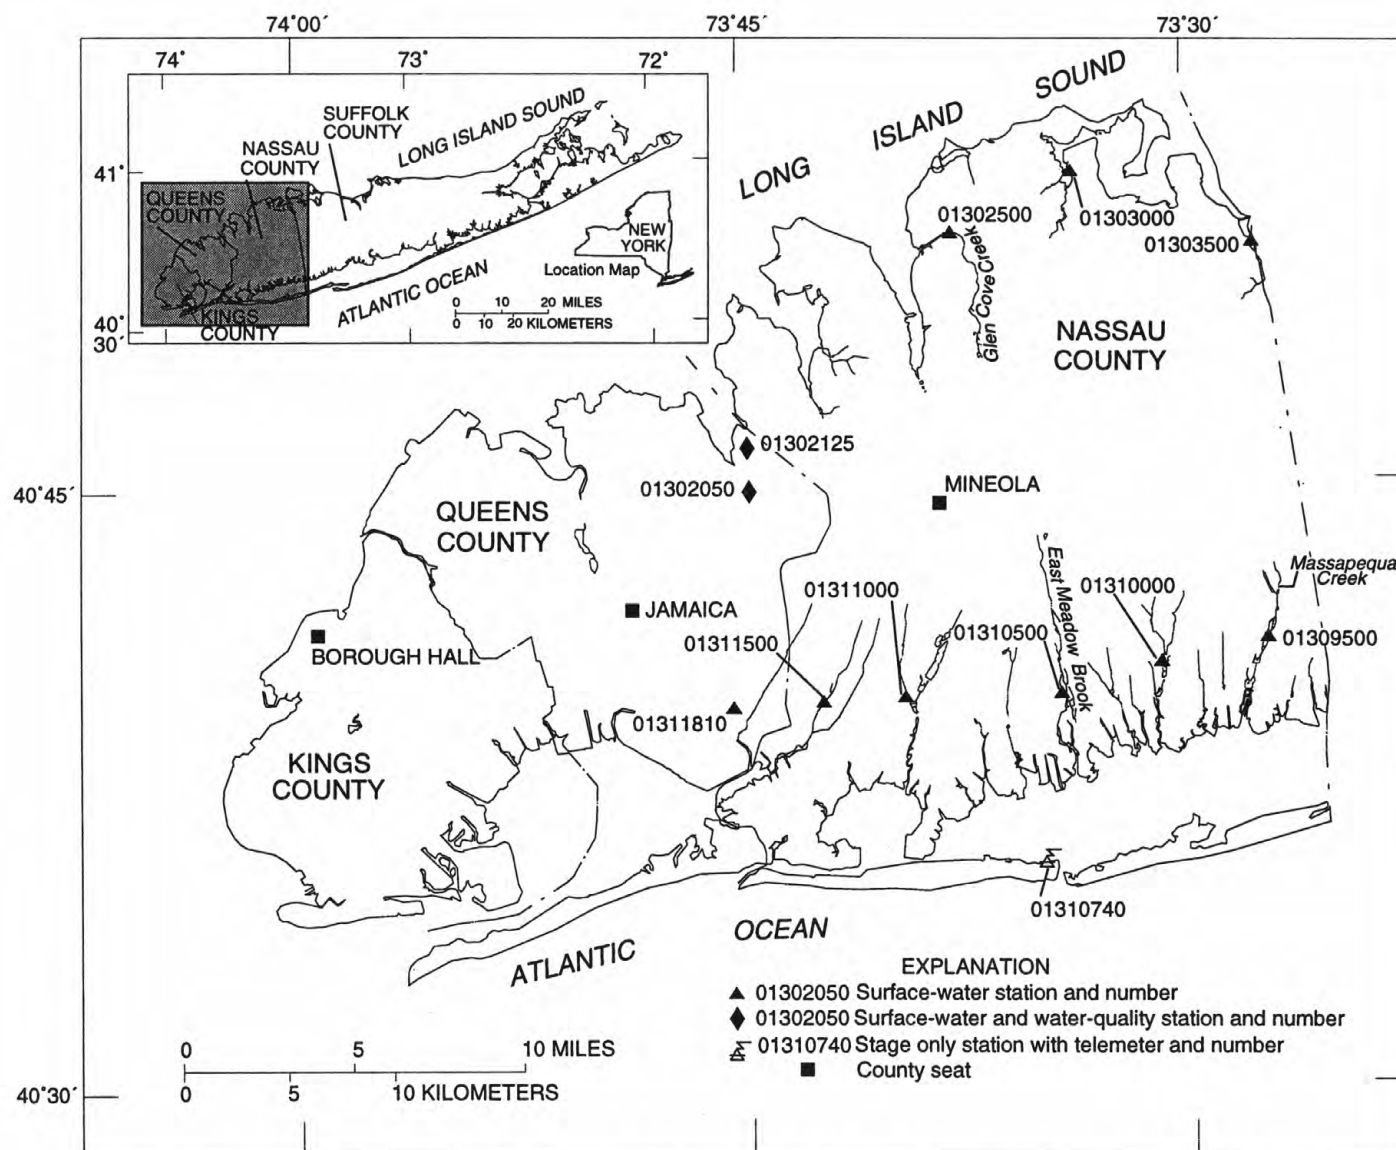 74°00′
73°45′
73°30′
74°
73°
72°
41°
40°
30′
SUFFOLK
COUNTY
NASSAU
COUNTY
QUEENS
COUNTY
KINGS
COUNTY
LONG ISLAND SOUND
ATLANTIC OCEAN
NEW
YORK
Location Map
0 10 20 MILES
0 10 20 KILOMETERS
LONG ISLAND SOUND
01302500
01303000
01303500
Glen Cove Creek
NASSAU
COUNTY
01302125
01302050
40°45′
MINEOLA
QUEENS
COUNTY
Massapequa
Creek
East Meadow Brook
01311000
01310000
JAMAICA
01310500
01309500
01311500
BOROUGH HALL
01311810
KINGS
COUNTY
01310740
ATLANTIC OCEAN
EXPLANATION
01302050 Surface-water station and number
01302050 Surface-water and water-quality station and number
01310740 Stage only station with telemeter and number
County seat
0 5 10 MILES
0 5 10 KILOMETERS
40°30′